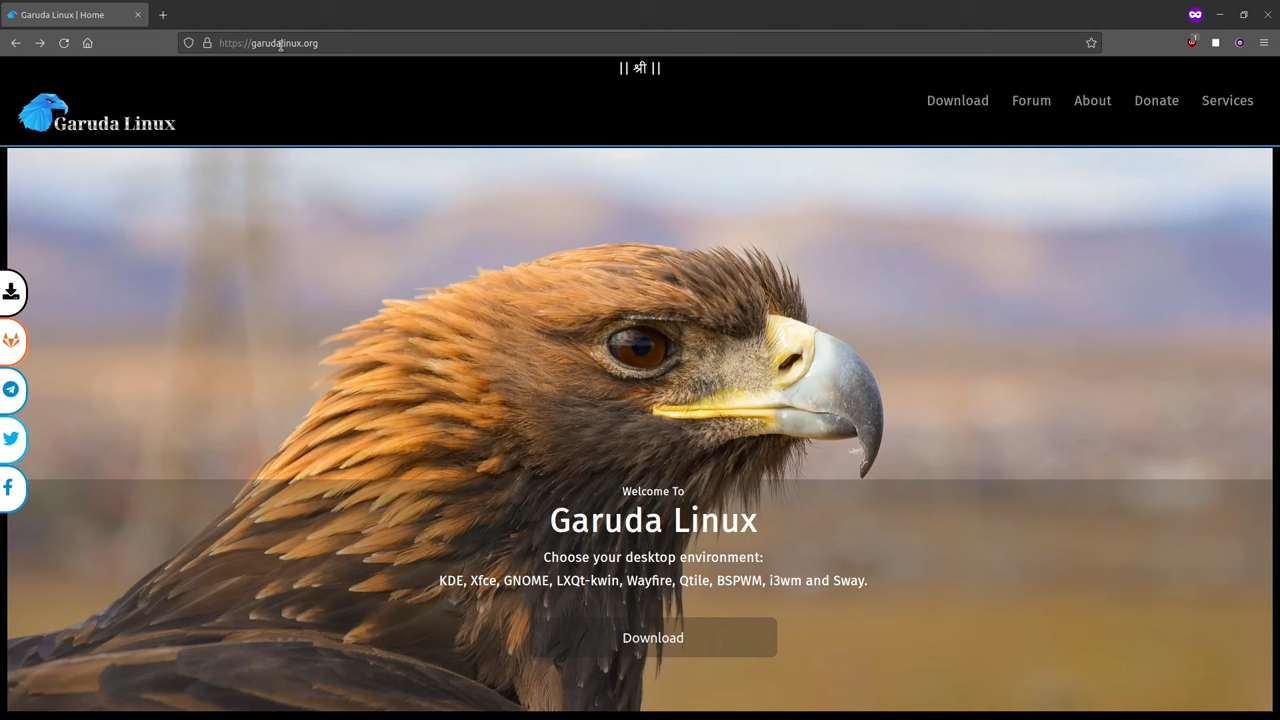 Garuda Linux | Home
https://garudalinux.org
1
|| श्री ||
Garuda Linux
Download Forum About Donate Services
Welcome To
Garuda Linux
Choose your desktop environment:
KDE, Xfce, GNOME, LXQt-kwin, Wayfire, Qtile, BSPWM, i3wm and Sway.
Download